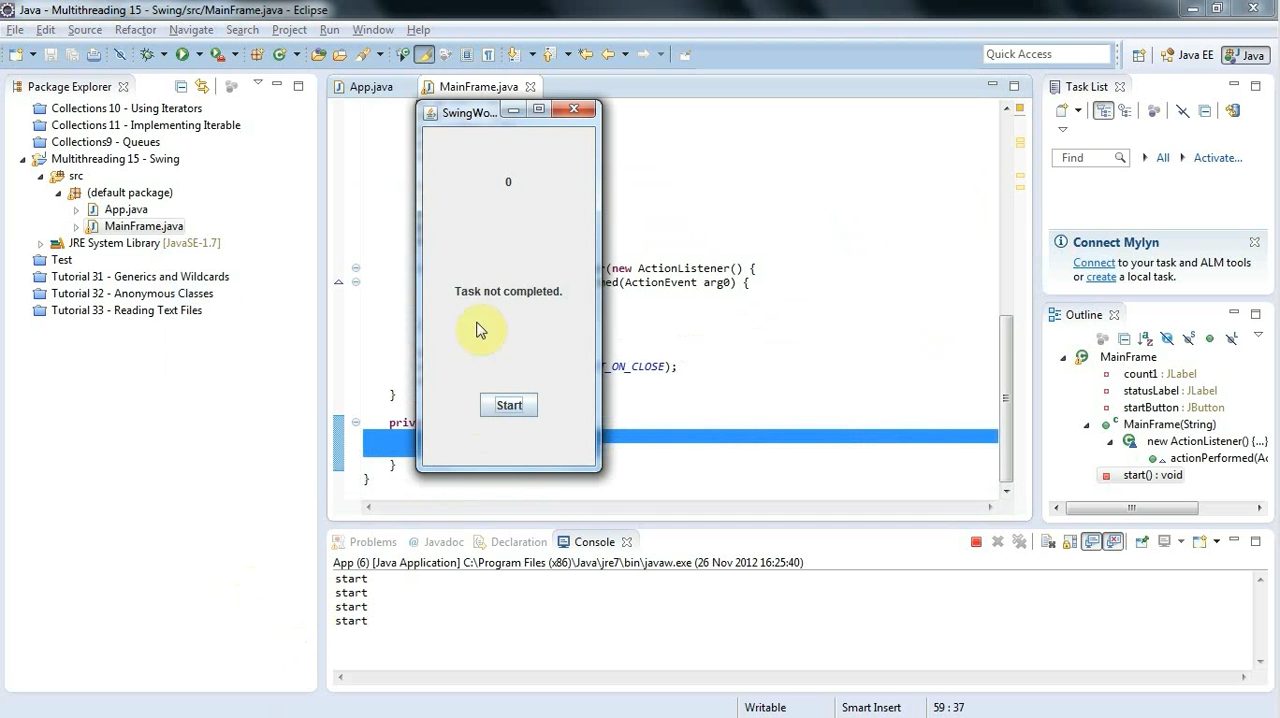 Java - Multithreading 15 - Swing/src/MainFrame.java - Eclipse
File Edit Source Refactor Navigate Search Project Run Window Help
Quick Access
Java EE
Java
Package Explorer
Collections 10 - Using Iterators
Collections 11 - Implementing Iterable
Collections9 - Queues
Multithreading 15 - Swing
src
(default package)
App.java
MainFrame.java
JRE System Library [JavaSE-1.7]
Test
Tutorial 31 - Generics and Wildcards
Tutorial 32 - Anonymous Classes
Tutorial 33 - Reading Text Files
App.java
MainFrame.java
SwingWo...
0
Task not completed.
Start
(new ActionListener() {
(ActionEvent arg0) {
_ON_CLOSE);
}
priv
}
}
Task List
Find
All
Activate...
Connect Mylyn
Connect to your task and ALM tools
or create a local task.
Outline
MainFrame
count1 : JLabel
statusLabel : JLabel
startButton : JButton
MainFrame(String)
new ActionListener() {...}
actionPerformed(Ac
start() : void
Problems
Javadoc
Declaration
Console
App (6) [Java Application] C:\Program Files (x86)\Java\jre7\bin\javaw.exe (26 Nov 2012 16:25:40)
start
start
start
start
Writable
Smart Insert
59 : 37